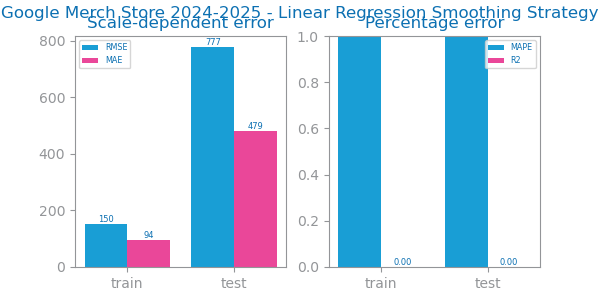 Google Merch Store 2024-2025 - Linear Regression Smoothing Strategy
Scale-dependent error
Percentage error
800
600
400
200
0
RMSE
MAE
150
94
777
479
train
test
1.0
0.8
0.6
0.4
0.2
0.0
MAPE
R2
0.00
0.00
train
test